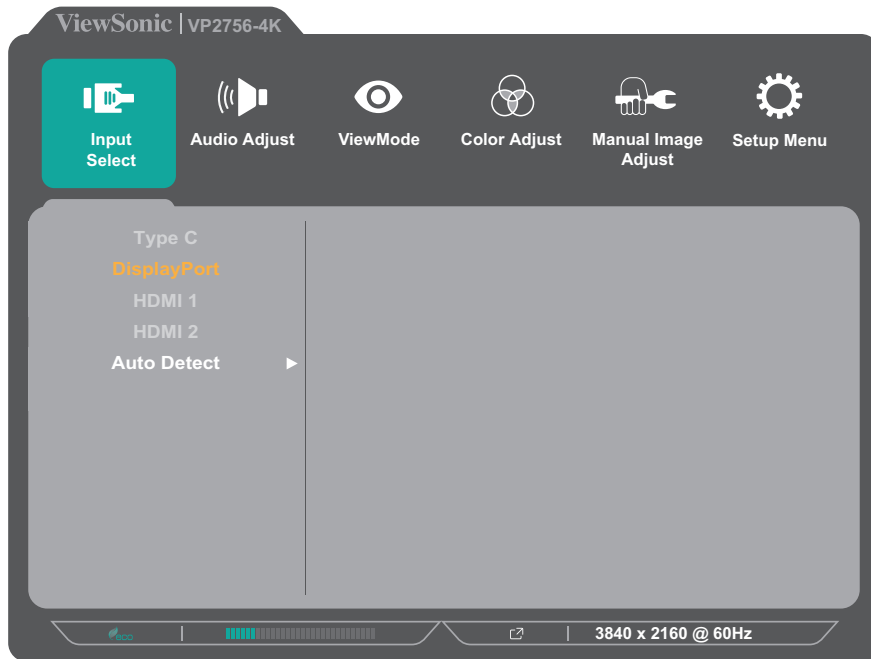 ViewSonic | VP2756-4K
Input
Select
Audio Adjust
ViewMode
Color Adjust
Manual Image
Adjust
Setup Menu
Type C
DisplayPort
HDMI 1
HDMI 2
Auto Detect
eco
3840 x 2160 @ 60Hz